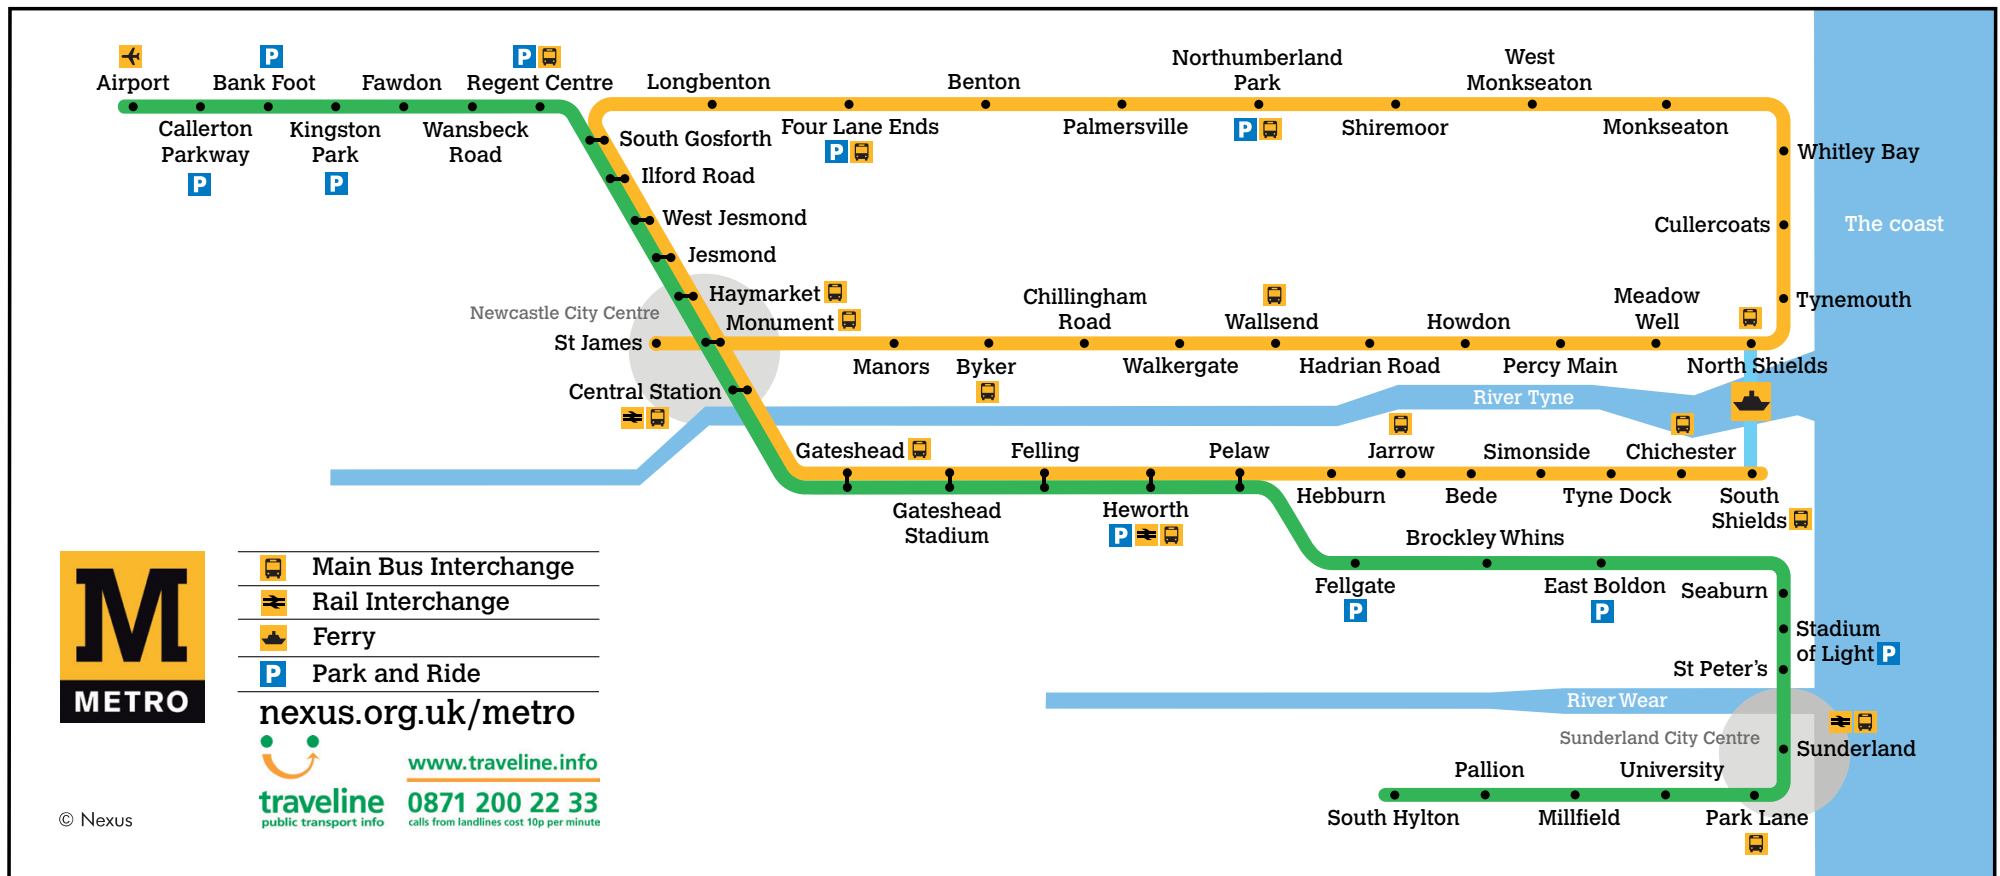 Airport
Bank Foot
Fawdon
Regent Centre
Callerton
Parkway
Kingston
Park
Wansbeck
Road
P
P
P
P
Longbenton
Four Lane Ends
P
Benton
Palmersville
Northumberland
Park
P
Shiremoor
West
Monkseaton
Monkseaton
South Gosforth
Ilford Road
West Jesmond
Jesmond
Haymarket
Monument
Newcastle City Centre
St James
Central Station
Whitley Bay
Cullercoats
The coast
Tynemouth
Manors
Byker
Chillingham
Road
Walkergate
Wallsend
Hadrian Road
Howdon
Percy Main
Meadow
Well
North Shields
River Tyne
Gateshead
Gateshead
Stadium
Felling
Heworth
P
Pelaw
Hebburn
Jarrow
Bede
Simonside
Tyne Dock
Chichester
South
Shields
Fellgate
P
Brockley Whins
East Boldon
P
Seaburn
Stadium
of Light P
St Peter's
River Wear
Sunderland City Centre
Sunderland
Park Lane
University
Millfield
Pallion
South Hylton
M
METRO
Main Bus Interchange
Rail Interchange
Ferry
P Park and Ride
nexus.org.uk/metro
traveline
public transport info
www.traveline.info
0871 200 22 33
calls from landlines cost 10p per minute
© Nexus